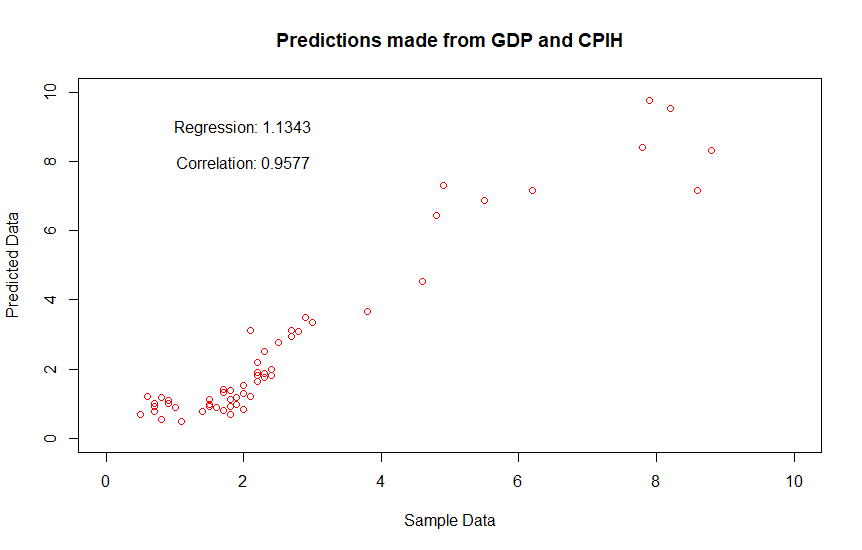 Predictions made from GDP and CPIH
Regression: 1.1343
Correlation: 0.9577
Predicted Data
10
8
6
4
2
0
0 2 4 6 8 10
Sample Data